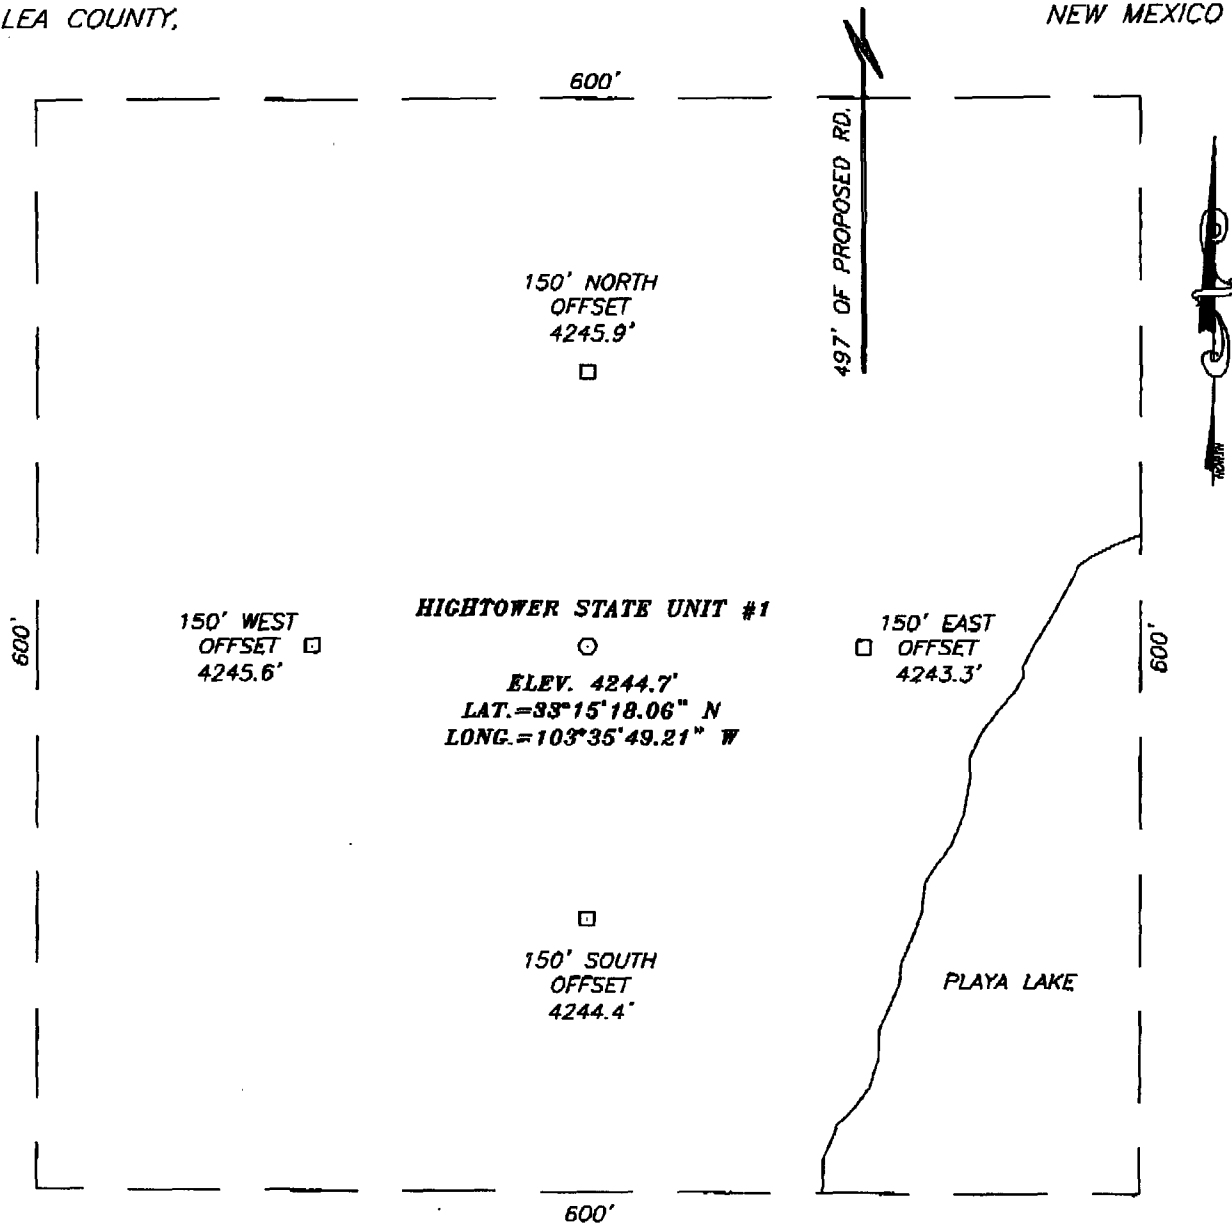 LEA COUNTY,
NEW MEXICO
600'
497' OF PROPOSED RD.
NORTH
150' NORTH
OFFSET
4245.9'
600'
150' WEST
OFFSET
4245.6'
HIGHTOWER STATE UNIT #1
ELEV. 4244.7'
LAT.=33°15'18.06" N
LONG.=103°35'49.21" W
150' EAST
OFFSET
4243.3'
600'
150' SOUTH
OFFSET
4244.4'
PLAYA LAKE
600'